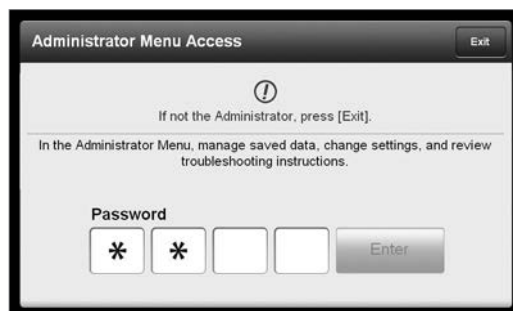 Administrator Menu Access
Exit
If not the Administrator, press [Exit].
In the Administrator Menu, manage saved data, change settings, and review
troubleshooting instructions.
Password
* *
Enter